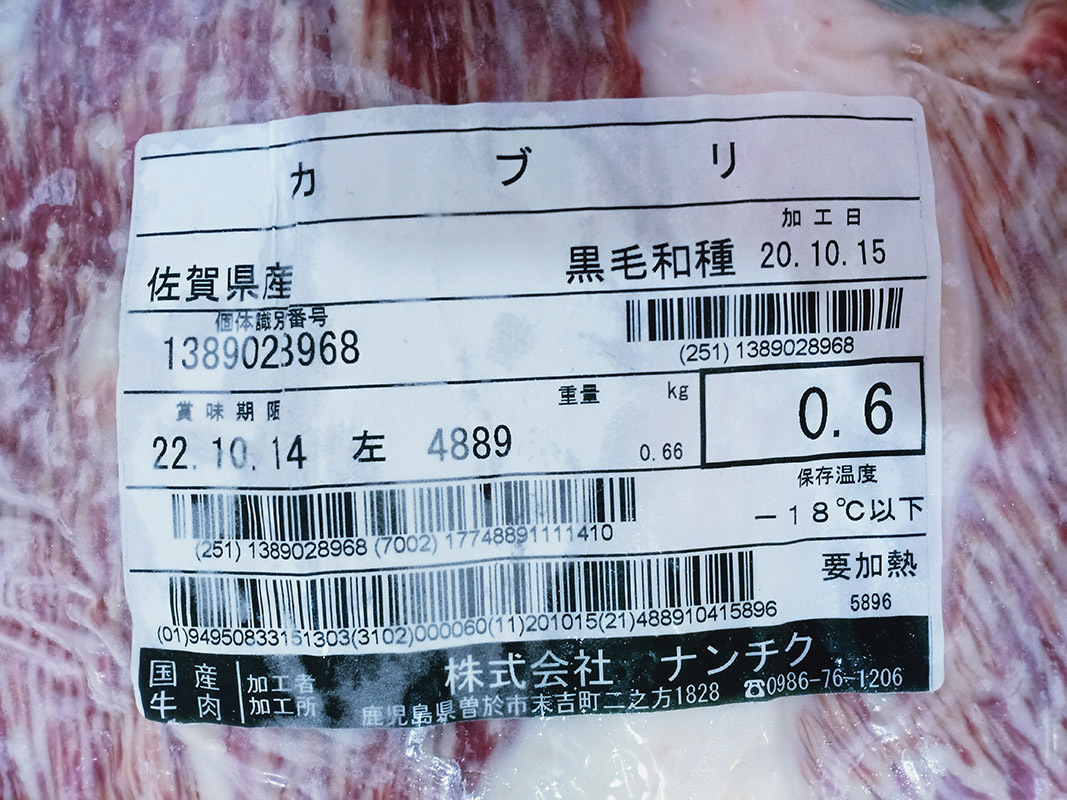 カブリ
加工日
佐賀県産 黒毛和種 20.10.15
個体識別番号
1389028968
(251) 1389028968
賞味期限 重量 kg
22.10.14 左 4889 0.66 0.6
保存温度
－18℃以下
(251) 1389028968 (7002) 17748891111410
要加熱
5896
(01)94950833151303(3102)000060(11)201015(21)488910415896
国産牛肉 加工者 加工所 株式会社 ナンチク
鹿児島県曽於市末吉町二之方1828 ☎0986-76-1206